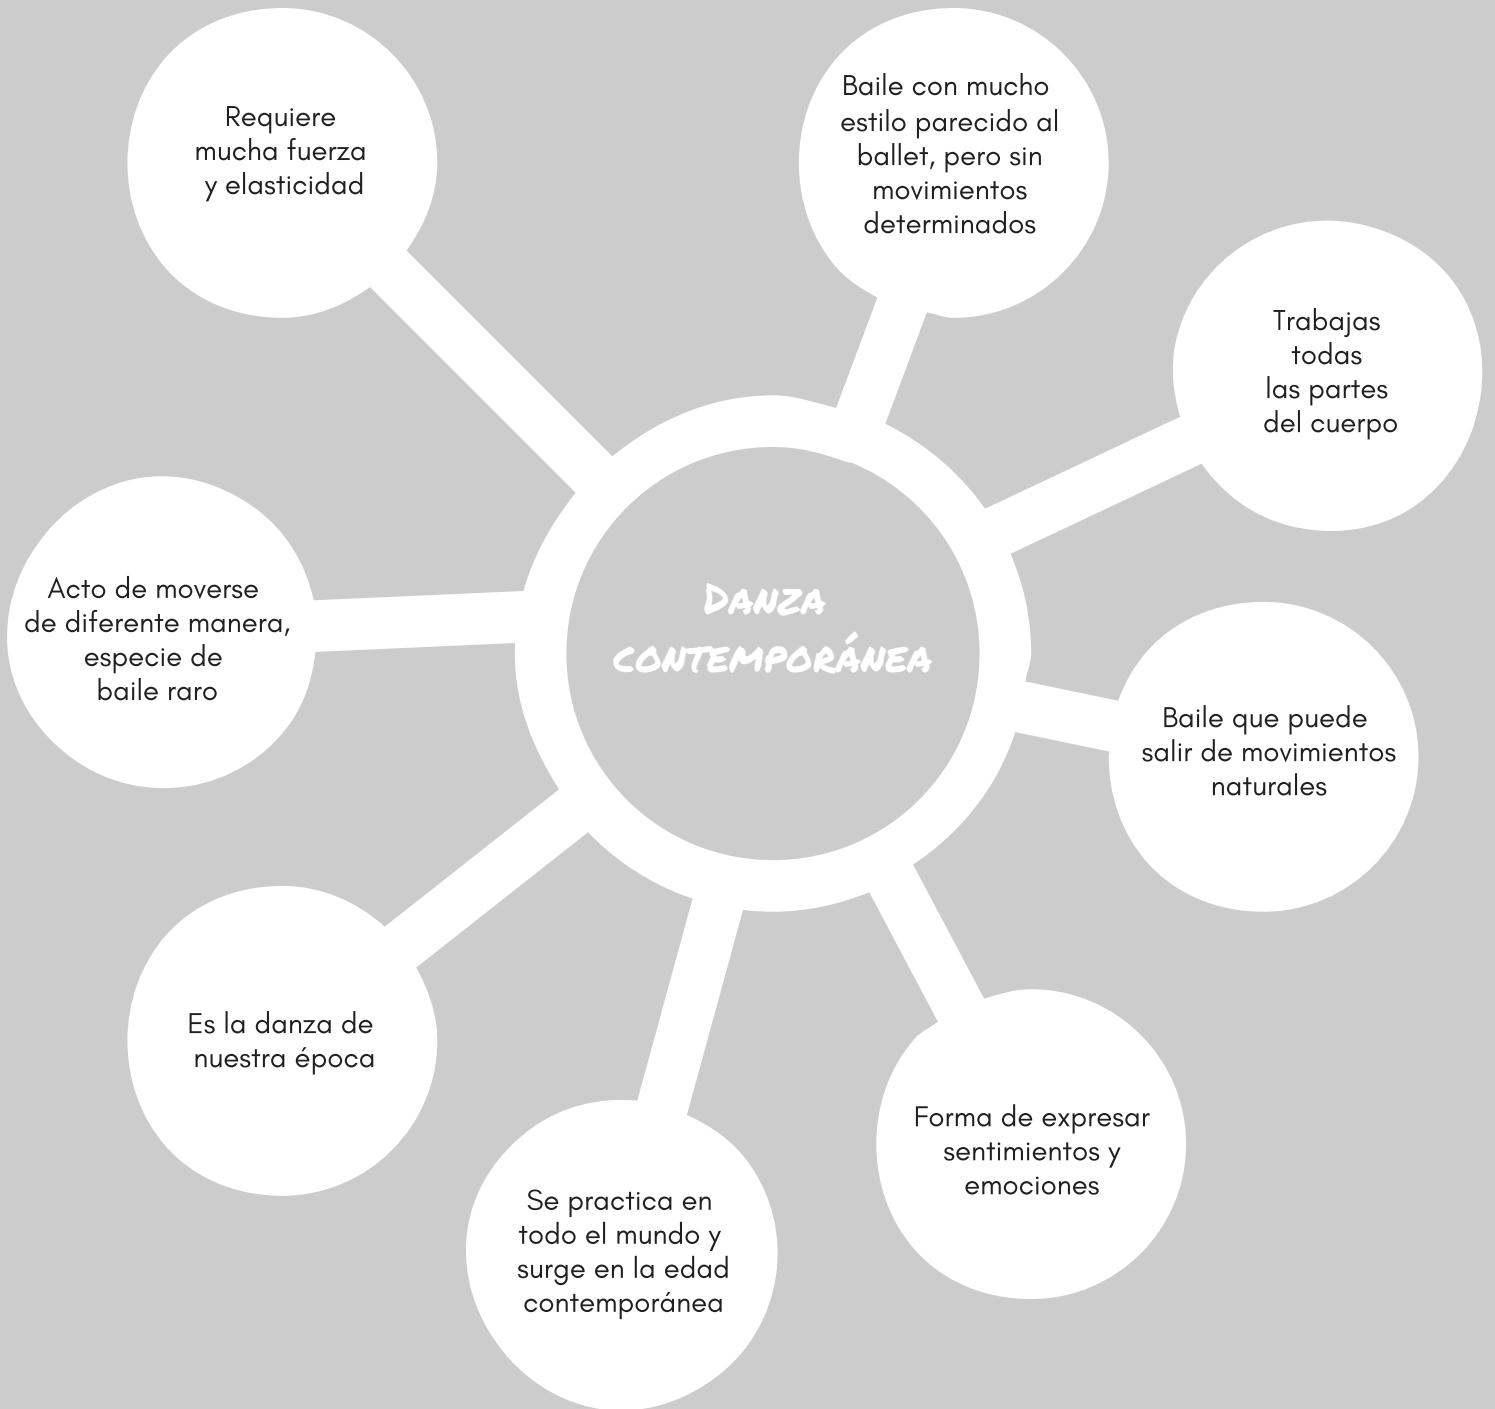 Requiere
mucha fuerza
y elasticidad
Baile con mucho
estilo parecido al
ballet, pero sin
movimientos
determinados
Trabajas
todas
las partes
del cuerpo
Acto de moverse
de diferente manera,
especie de
baile raro
Danza
contemporánea
Baile que puede
salir de movimientos
naturales
Es la danza de
nuestra época
Forma de expresar
sentimientos y
emociones
Se practica en
todo el mundo y
surge en la edad
contemporánea